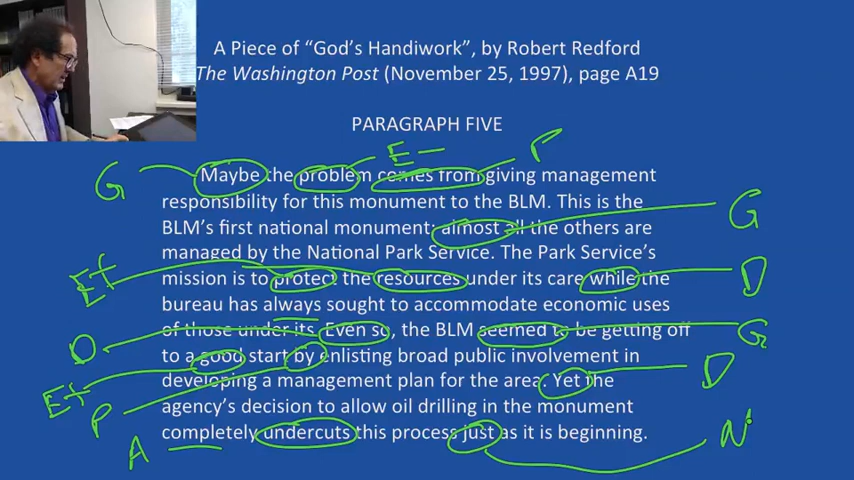 A Piece of “God’s Handiwork”, by Robert Redford
The Washington Post (November 25, 1997), page A19
PARAGRAPH FIVE
E–
P
G
Maybe the problem comes from giving management
responsibility for this monument to the BLM. This is the
BLM’s first national monument; almost all the others are
G
managed by the National Park Service. The Park Service’s
E+
mission is to protect the resources under its care while the
D
bureau has always sought to accommodate economic uses
of those under its. Even so, the BLM seemed to be getting off
G
D
to a good start by enlisting broad public involvement in
developing a management plan for the area. Yet the
D
E+
agency’s decision to allow oil drilling in the monument
P
completely undercuts this process just as it is beginning.
N
A